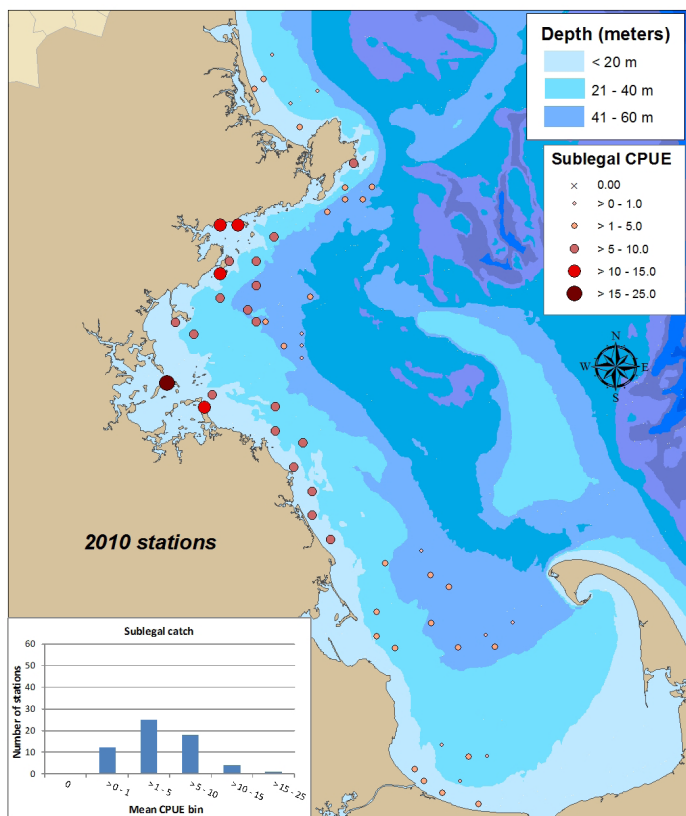 Depth (meters)
< 20 m
21 - 40 m
41 - 60 m
Sublegal CPUE
0.00
> 0 - 1.0
> 1 - 5.0
> 5 - 10.0
> 10 - 15.0
> 15 - 25.0
N
W E
S
2010 stations
Sublegal catch
Number of stations
60
50
40
30
20
10
0
0 >0 - 1 >1 - 5 >5 - 10 >10 - 15 >15 - 25
Mean CPUE bin